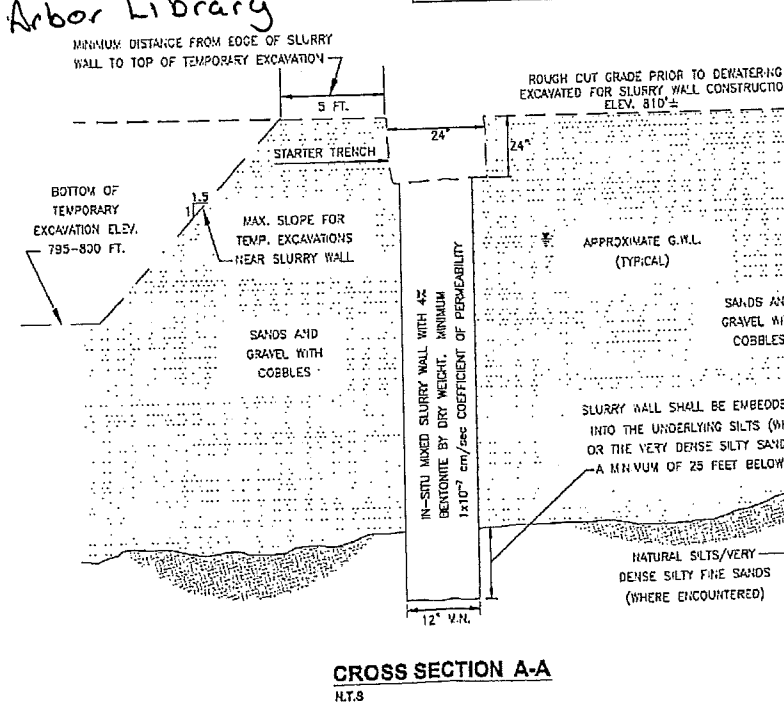 Arbor Library
MINIMUM DISTANCE FROM EDGE OF SLURRY
WALL TO TOP OF TEMPORARY EXCAVATION
5 FT.
ROUGH CUT GRADE PRIOR TO DEWATERING
EXCAVATED FOR SLURRY WALL CONSTRUCTIO
ELEV. 810'±
24"
24"
STARTER TRENCH
BOTTOM OF
TEMPORARY
EXCAVATION ELEV.
795-800 FT.
1.5
1
MAX. SLOPE FOR
TEMP. EXCAVATIONS
NEAR SLURRY WALL
APPROXIMATE G.W.L.
(TYPICAL)
SANDS AND
GRAVEL WITH
COBBLES
SANDS AN
GRAVEL WI
COBBLES
IN-SITU MIXED SLURRY WALL WITH 4%
BENTONITE BY DRY WEIGHT. MINIMUM
1x10⁻⁷ cm/sec COEFFICIENT OF PERMEABILITY
SLURRY WALL SHALL BE EMBEDDE
INTO THE UNDERLYING SILTS (WH
OR THE VERY DENSE SILTY SAND
A MINIMUM OF 25 FEET BELOW
NATURAL SILTS/VERY
DENSE SILTY FINE SANDS
(WHERE ENCOUNTERED)
12" MIN.
CROSS SECTION A-A
N.T.S